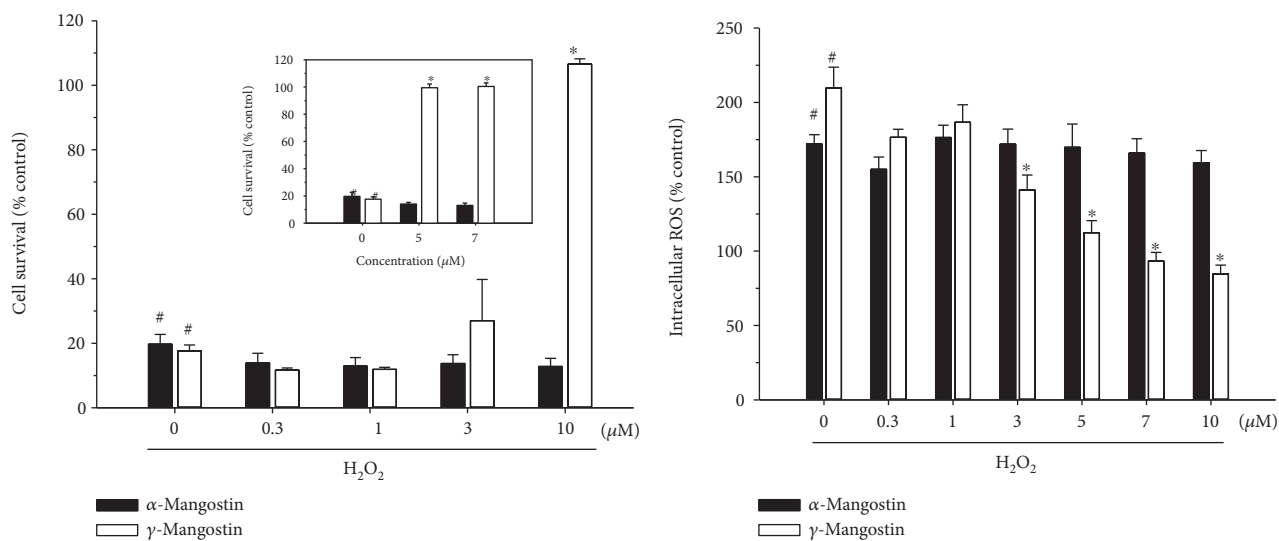 120
100
80
60
40
20
0
Cell survival (% control)
#
#
*
120
100
80
60
40
20
0
Cell survival (% control)
#
#
*
*
0 5 7
Concentration (μM)
0 0.3 1 3 10 (μM)
H₂O₂
α-Mangostin
γ-Mangostin
250
200
150
100
50
0
Intracellular ROS (% control)
#
#
*
*
*
*
0 0.3 1 3 5 7 10 (μM)
H₂O₂
α-Mangostin
γ-Mangostin